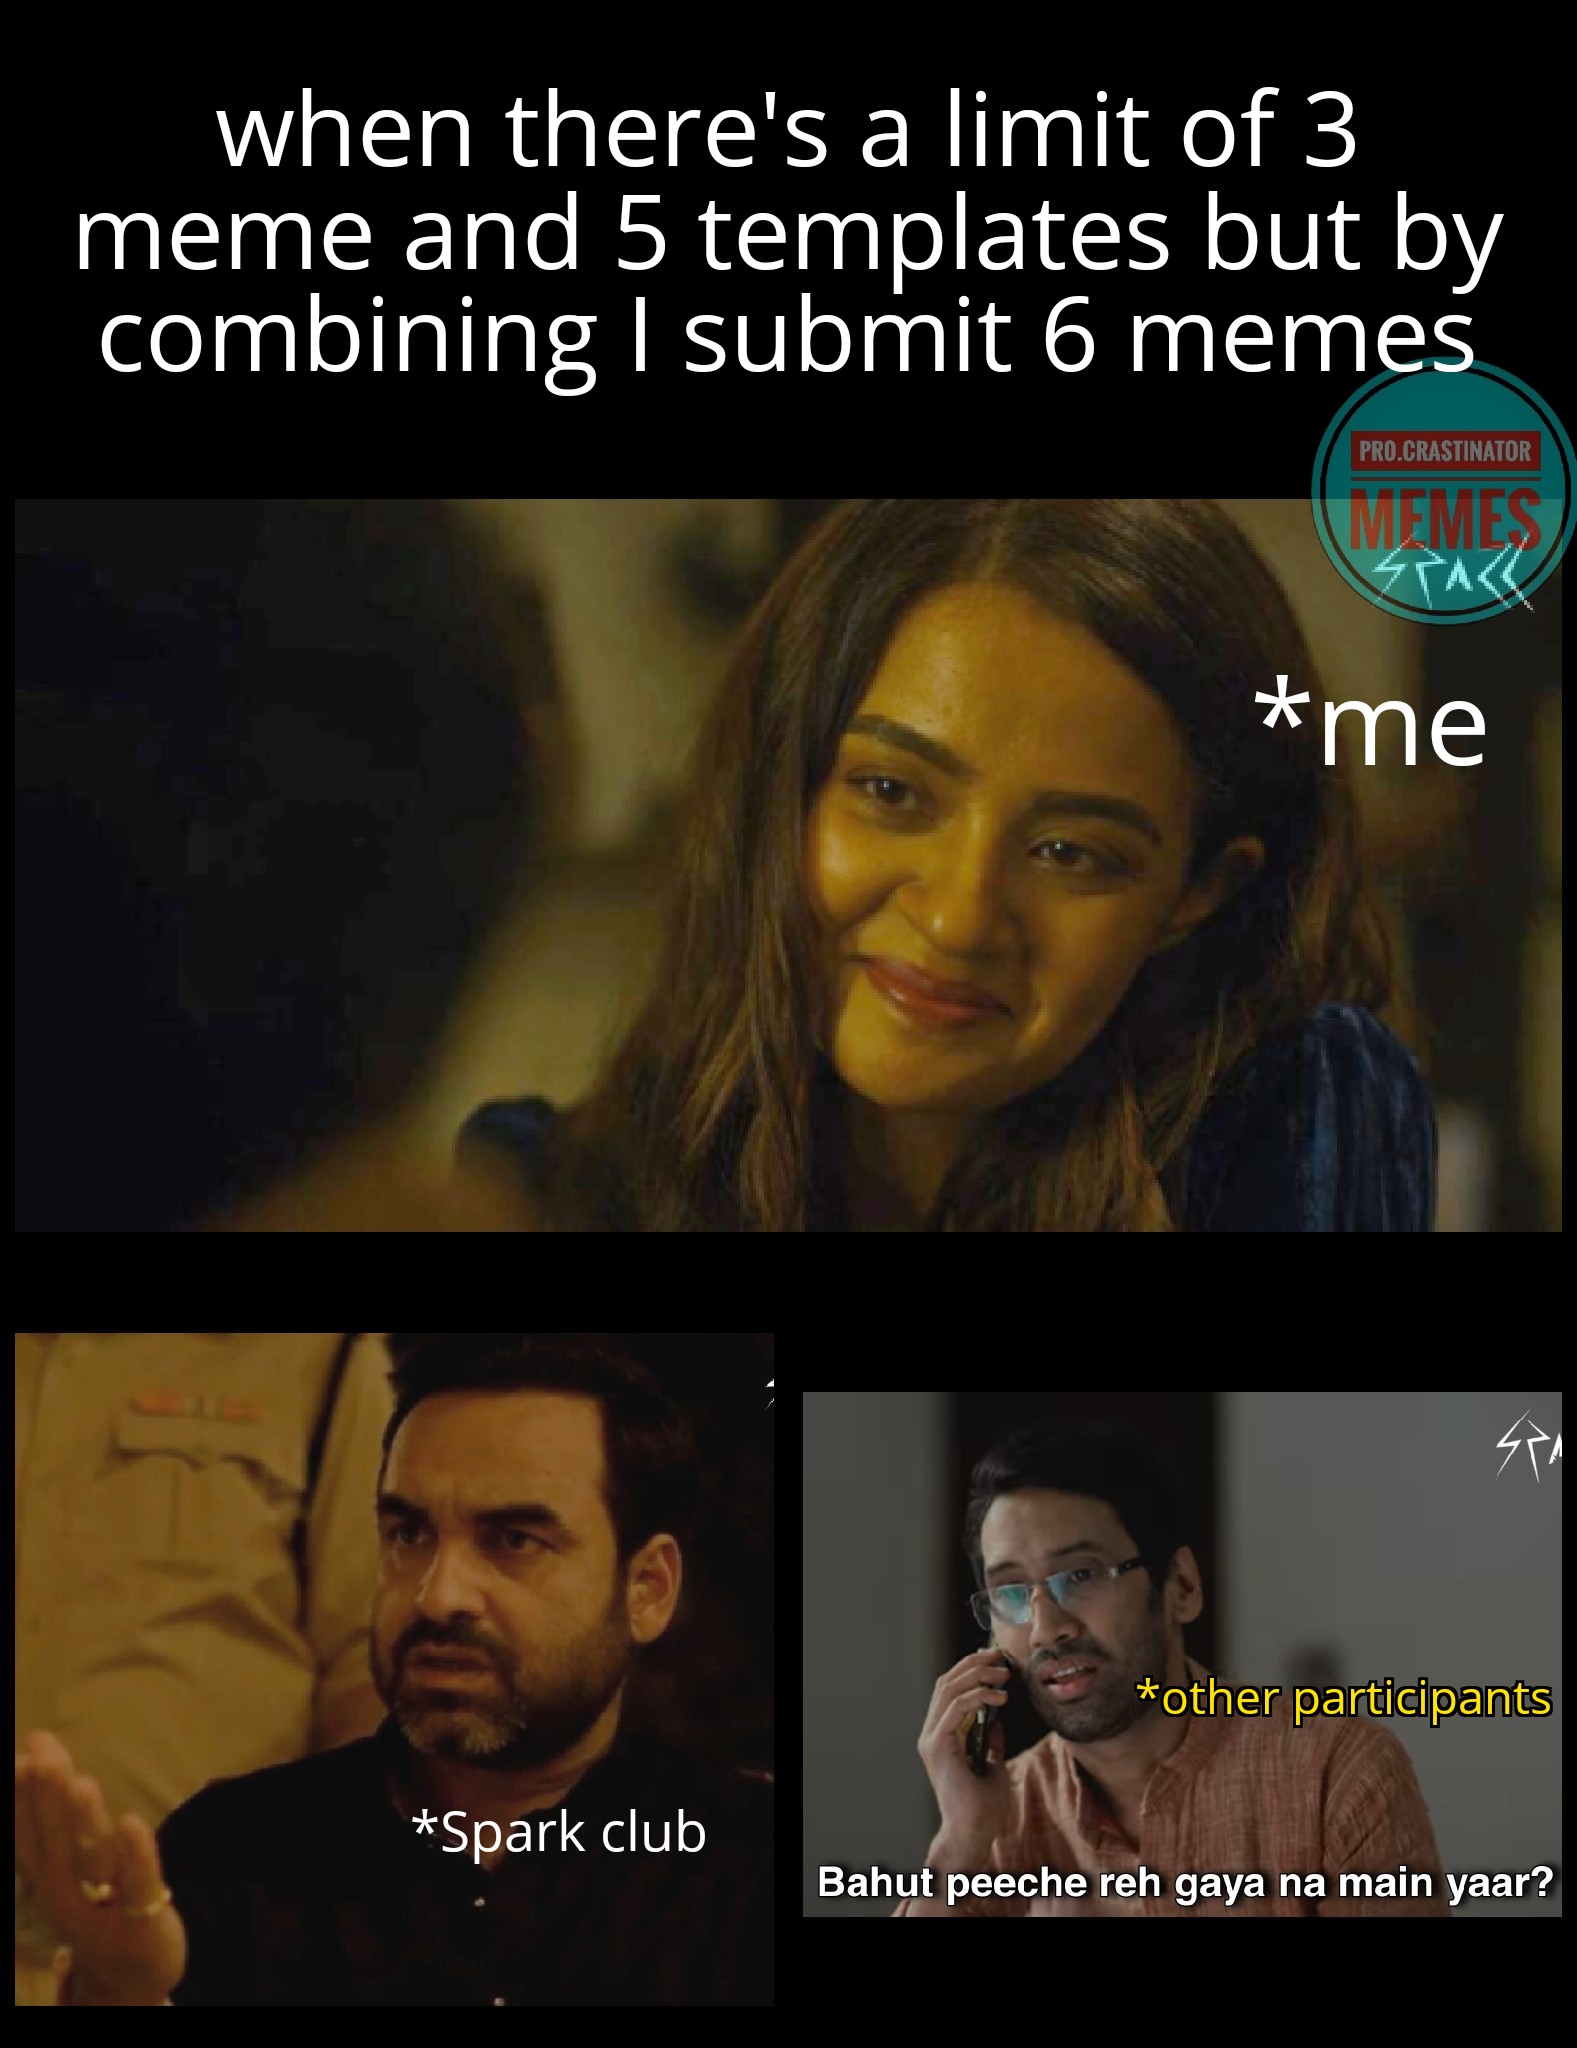 when there's a limit of 3
meme and 5 templates but by
combining I submit 6 memes
PRO.CRASTINATOR
MEMES
*me
*Spark club
*other participants
Bahut peeche reh gaya na main yaar?